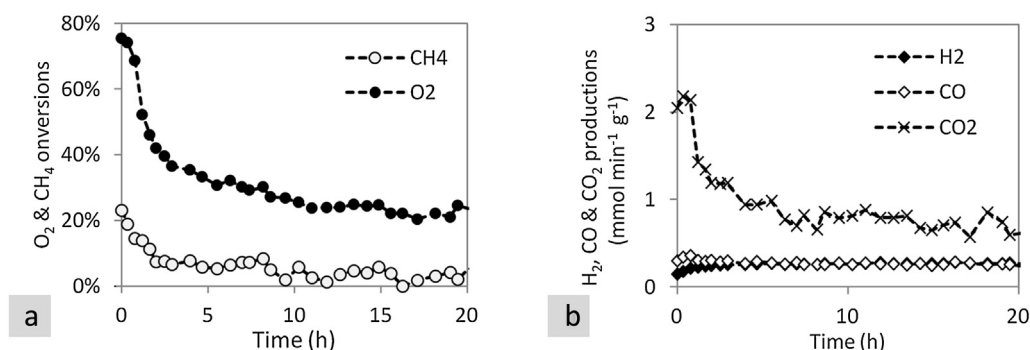 80%
60%
40%
20%
0%
O₂ & CH₄ onversions
CH4
O2
0
5
10
15
20
Time (h)
a
3
2
1
0
H₂, CO & CO₂ productions
(mmol min⁻¹ g⁻¹)
H2
CO
CO2
0
10
20
Time (h)
b